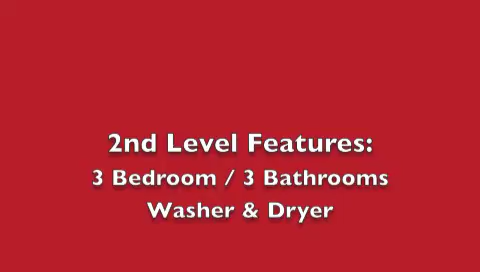 2nd Level Features:
3 Bedroom / 3 Bathrooms
Washer & Dryer